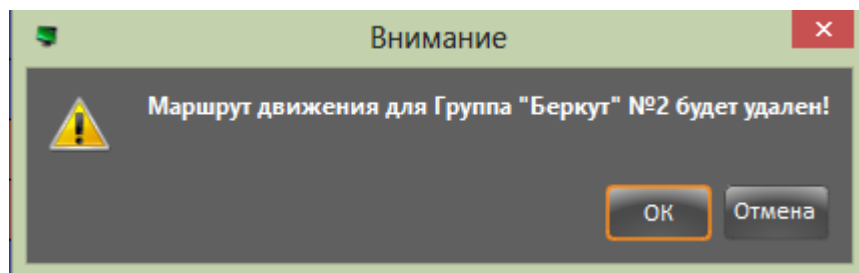 Внимание
Маршрут движения для Группа "Беркут" №2 будет удален!
ОК
Отмена